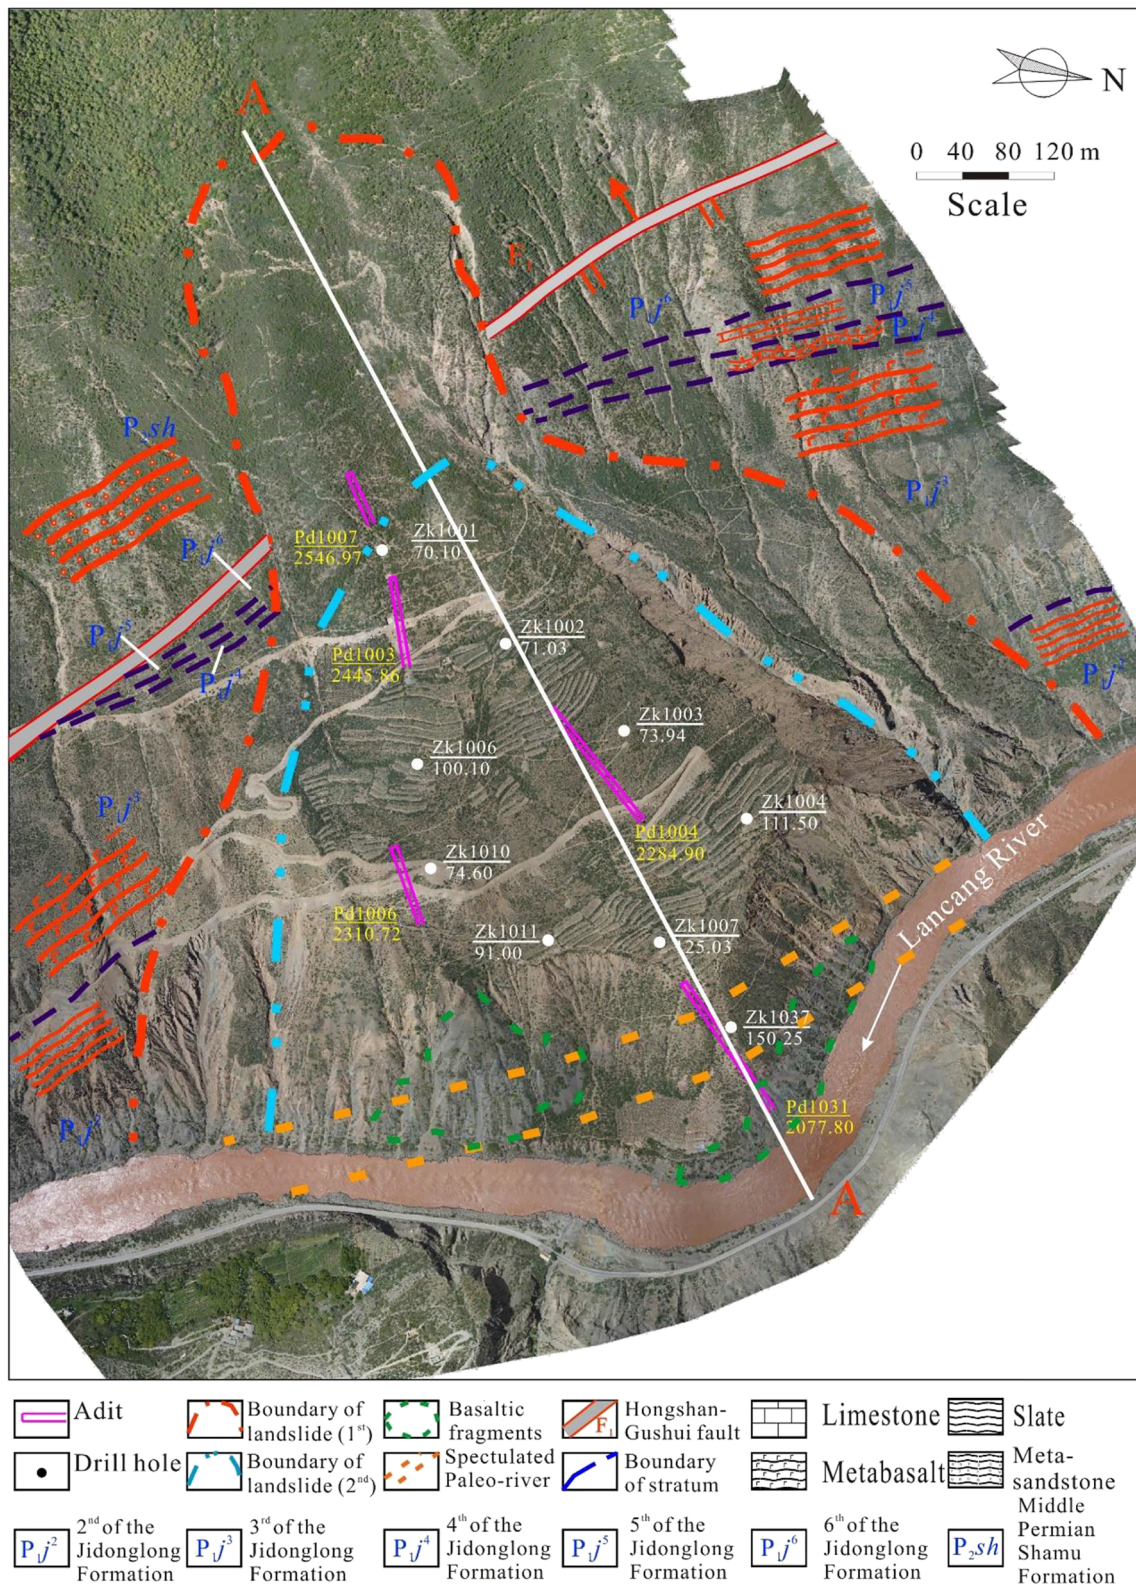 A
N
0 40 80 120 m
Scale
F₁
P₁j⁶
P₁j⁵
P₁j⁴
P₂sh
P₁j³
Pd1007
2546.97
Zk1001
70.10
P₁j⁶
P₁j⁵
P₁j⁴
Pd1003
2445.86
Zk1002
71.03
P₁j²
Zk1003
73.94
Zk1006
100.10
Zk1004
111.50
P₁j³
Pd1004
2284.90
Lancang River
Zk1010
74.60
Pd1006
2310.72
Zk1011
91.00
Zk1007
125.03
Zk1037
150.25
P₁j²
Pd1031
2077.80
A
Adit
Boundary of
landslide (1st)
Basaltic
fragments
F₁
Hongshan-
Gushui fault
Limestone
Slate
Drill hole
Boundary of
landslide (2nd)
Spectulated
Paleo-river
Boundary
of stratum
Metabasalt
Meta-
sandstone
P₁j²
2nd of the
Jidonglong
Formation
P₁j³
3rd of the
Jidonglong
Formation
P₁j⁴
4th of the
Jidonglong
Formation
P₁j⁵
5th of the
Jidonglong
Formation
P₁j⁶
6th of the
Jidonglong
Formation
P₂sh
Middle
Permian
Shamu
Formation